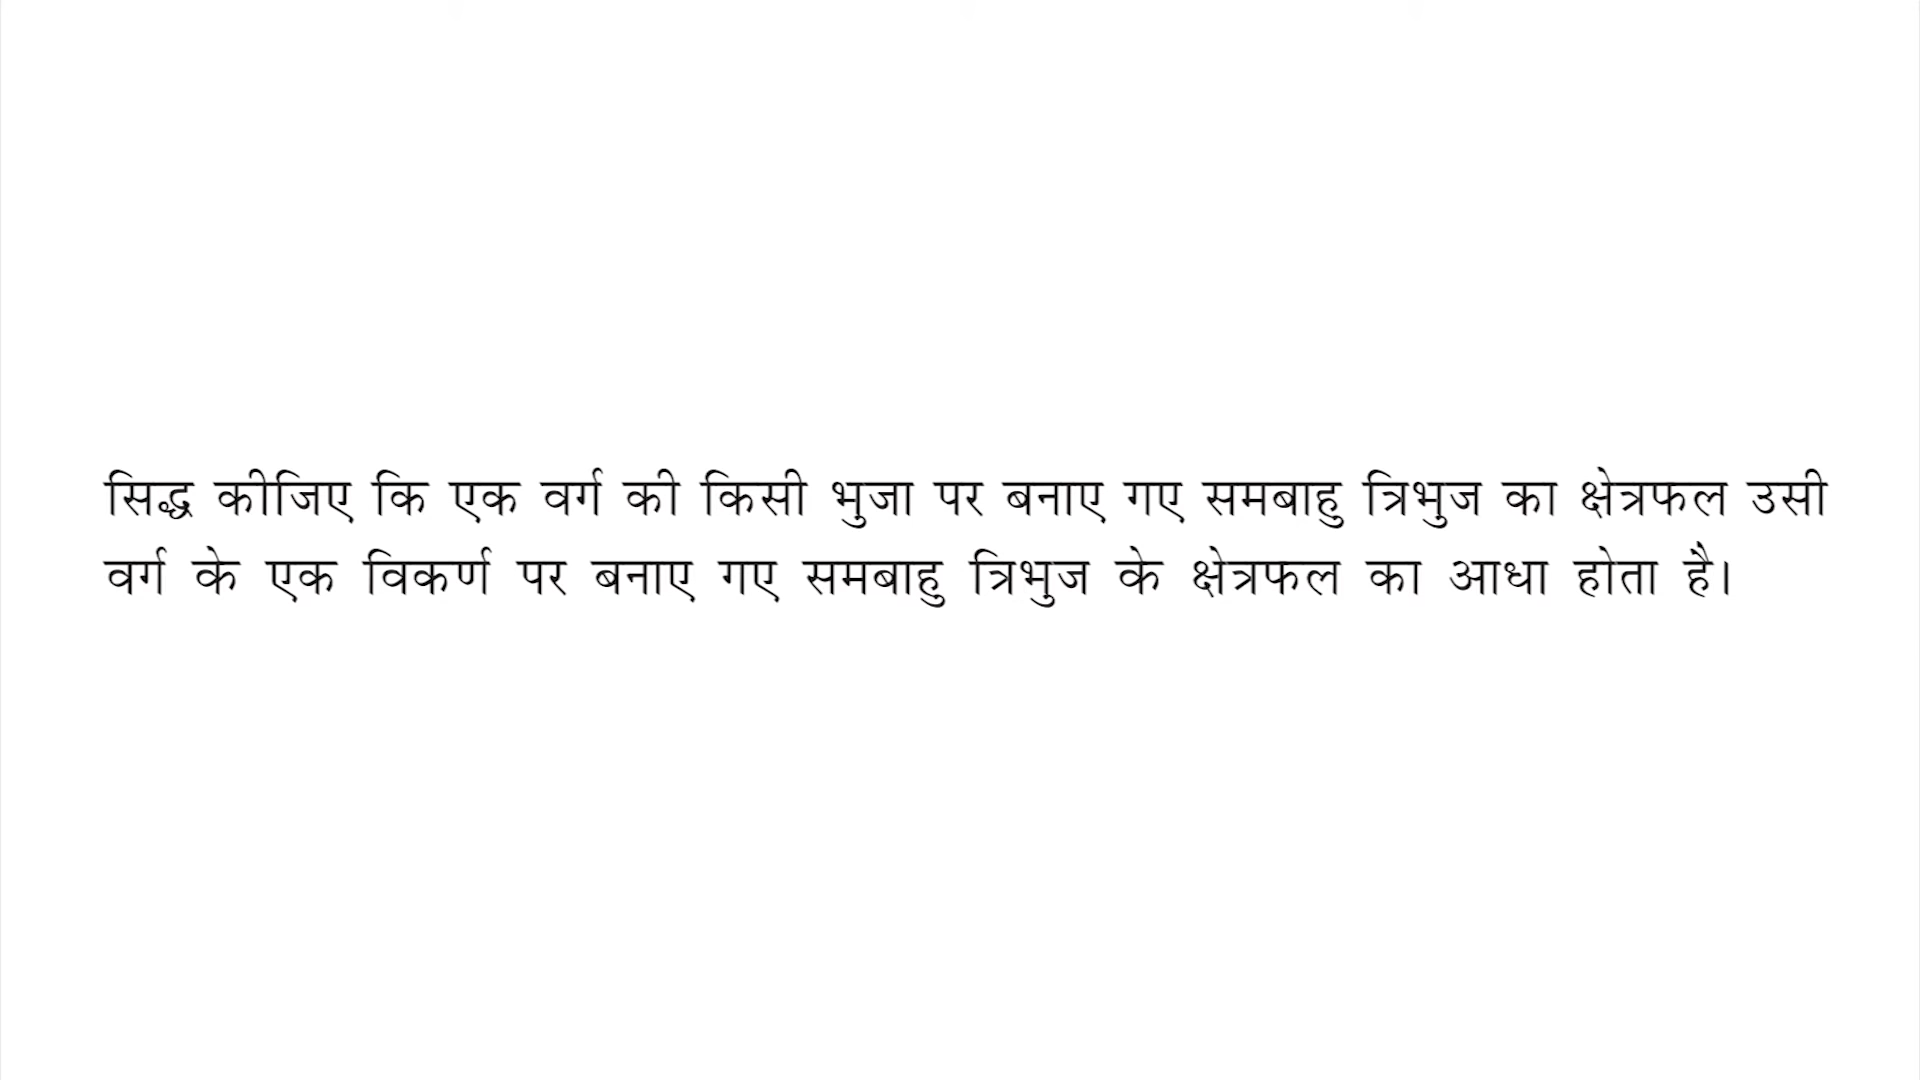 सिद्ध कीजिए कि एक वर्ग की किसी भुजा पर बनाए गए समबाहु त्रिभुज का क्षेत्रफल उसी
वर्ग के एक विकर्ण पर बनाए गए समबाहु त्रिभुज के क्षेत्रफल का आधा होता है।